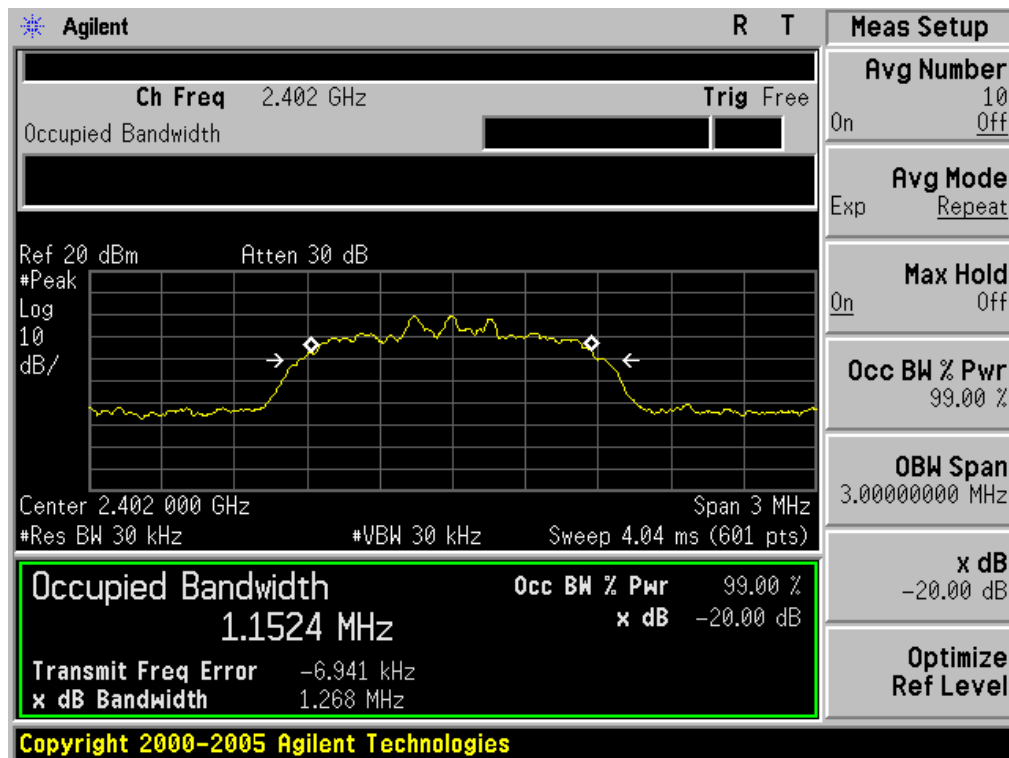 Agilent R T
Ch Freq 2.402 GHz Trig Free
Occupied Bandwidth
Ref 20 dBm Atten 30 dB
#Peak
Log
10
dB/
Center 2.402 000 GHz Span 3 MHz
#Res BW 30 kHz #VBW 30 kHz Sweep 4.04 ms (601 pts)
Occupied Bandwidth Occ BW % Pwr 99.00 %
1.1524 MHz x dB -20.00 dB
Transmit Freq Error -6.941 kHz
x dB Bandwidth 1.268 MHz
Copyright 2000-2005 Agilent Technologies
Meas Setup
Avg Number
10
On Off
Avg Mode
Exp Repeat
Max Hold
On Off
Occ BW % Pwr
99.00 %
OBW Span
3.00000000 MHz
x dB
-20.00 dB
Optimize
Ref Level